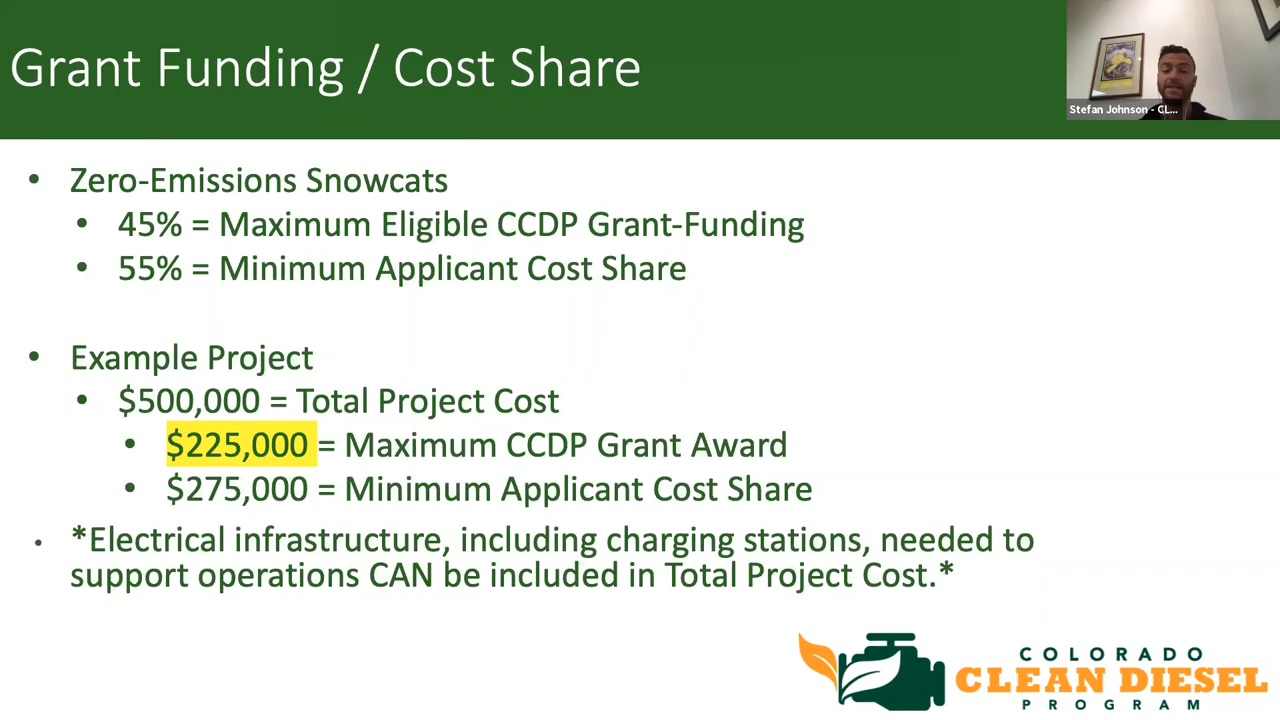 Grant Funding / Cost Share
Stefan Johnson - CL...
• Zero-Emissions Snowcats
• 45% = Maximum Eligible CCDP Grant-Funding
• 55% = Minimum Applicant Cost Share
• Example Project
• $500,000 = Total Project Cost
• $225,000 = Maximum CCDP Grant Award
• $275,000 = Minimum Applicant Cost Share
• *Electrical infrastructure, including charging stations, needed to
support operations CAN be included in Total Project Cost.*
COLORADO
CLEAN DIESEL
PROGRAM